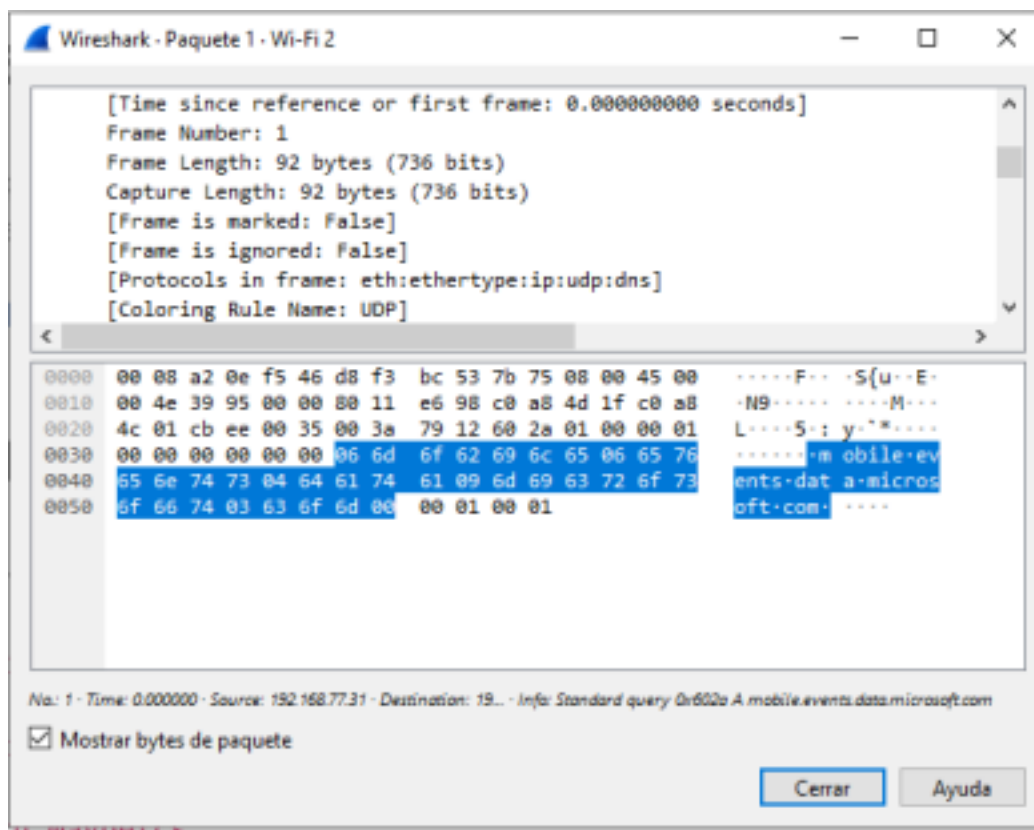 Wireshark · Paquete 1 · Wi-Fi 2
[Time since reference or first frame: 0.000000000 seconds]
Frame Number: 1
Frame Length: 92 bytes (736 bits)
Capture Length: 92 bytes (736 bits)
[Frame is marked: False]
[Frame is ignored: False]
[Protocols in frame: eth:ethertype:ip:udp:dns]
[Coloring Rule Name: UDP]
0000 00 08 a2 0e f5 46 d8 f3 bc 53 7b 75 08 00 45 00 ·····F·· ·S{u··E·
0010 00 4e 39 95 00 00 80 11 e6 98 c0 a8 4d 1f c0 a8 ·N9····· ····M···
0020 4c 01 cb ee 00 35 00 3a 79 12 60 2a 01 00 00 01 L····5·: y·`*····
0030 00 00 00 00 00 00 06 6d 6f 62 69 6c 65 06 65 76 ·······m obile·ev
0040 65 6e 74 73 04 64 61 74 61 09 6d 69 63 72 6f 73 ents·dat a·micros
0050 6f 66 74 03 63 6f 6d 00 00 01 00 01 oft·com· ····
No.: 1 · Time: 0.000000 · Source: 192.168.77.31 · Destination: 19... · Info: Standard query 0x602a A mobile.events.data.microsoft.com
Mostrar bytes de paquete
Cerrar
Ayuda